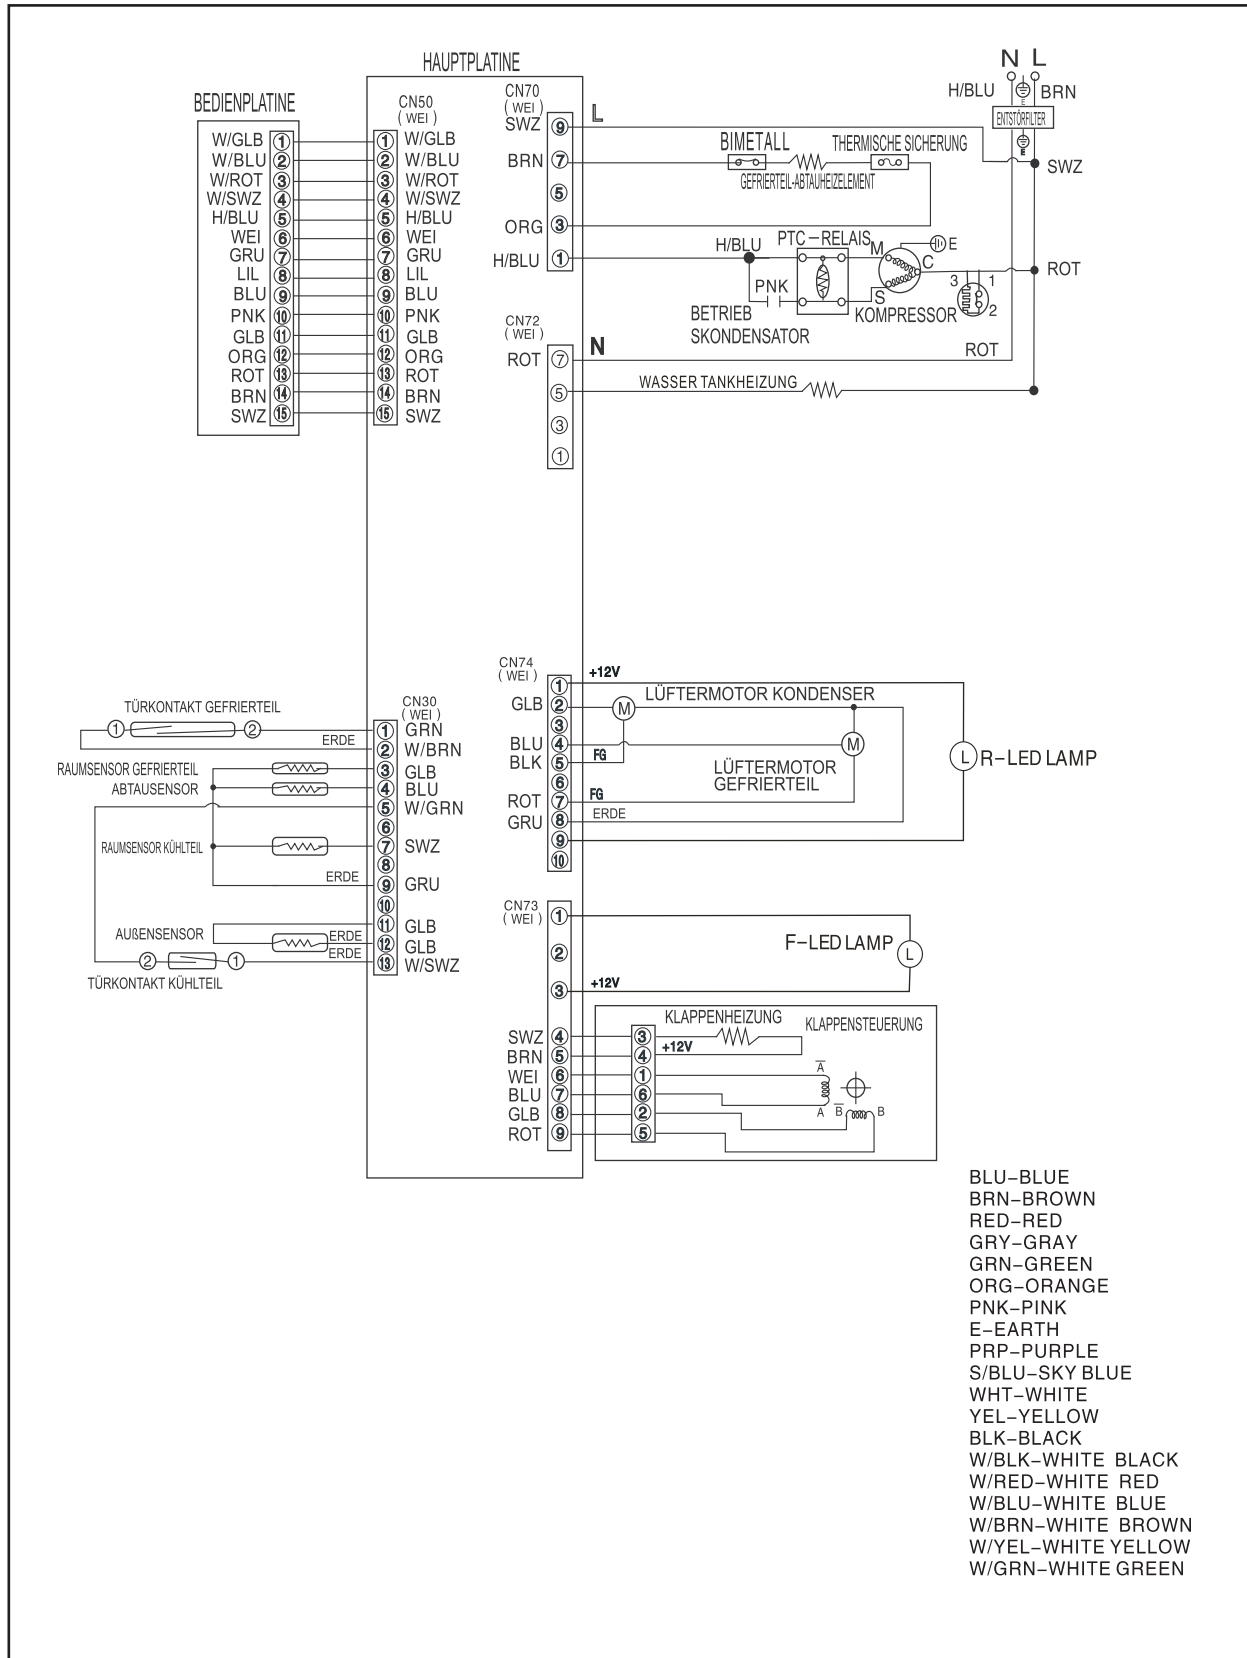 HAUPTPLATINE
BEDIENPLATINE
W/GLB 1
W/BLU 2
W/ROT 3
W/SWZ 4
H/BLU 5
WEI 6
GRU 7
LIL 8
BLU 9
PNK 10
GLB 11
ORG 12
ROT 13
BRN 14
SWZ 15
CN50
( WEI )
1 W/GLB
2 W/BLU
3 W/ROT
4 W/SWZ
5 H/BLU
6 WEI
7 GRU
8 LIL
9 BLU
10 PNK
11 GLB
12 ORG
13 ROT
14 BRN
15 SWZ
CN70
( WEI )
SWZ 9
BRN 7
5
ORG 3
H/BLU 1
L
N L
H/BLU E BRN
ENTSTÖRFILTER
E
SWZ
BIMETALL
THERMISCHE SICHERUNG
GEFRIERTEIL-ABTAUHEIZELEMENT
H/BLU
PTC–RELAIS
M
E
C
S
PNK
BETRIEB
SKONDENSATOR
KOMPRESSOR
3 1
2
ROT
CN72
( WEI )
ROT 7
5
3
1
N
ROT
WASSER TANKHEIZUNG
CN74
( WEI )
1
GLB 2
3
BLU 4
BLK 5
6
ROT 7
GRU 8
9
10
+12V
M
LÜFTERMOTOR KONDENSER
FG
M
LÜFTERMOTOR
GEFRIERTEIL
FG
ERDE
L R–LED LAMP
TÜRKONTAKT GEFRIERTEIL
1 2
ERDE
RAUMSENSOR GEFRIERTEIL
ABTAUSENSOR
RAUMSENSOR KÜHLTEIL
ERDE
AUßENSENSOR
ERDE
ERDE
2 1
TÜRKONTAKT KÜHLTEIL
CN30
( WEI )
1 GRN
2 W/BRN
3 GLB
4 BLU
5 W/GRN
6
7 SWZ
8
9 GRU
10
11 GLB
12 GLB
13 W/SWZ
CN73
( WEI )
1
2
3
SWZ 4
BRN 5
WEI 6
BLU 7
GLB 8
ROT 9
F–LED LAMP L
+12V
KLAPPENHEIZUNG
KLAPPENSTEUERUNG
3
4
1
6
2
5
+12V
A̅
A B̅ B
BLU–BLUE
BRN–BROWN
RED–RED
GRY–GRAY
GRN–GREEN
ORG–ORANGE
PNK–PINK
E–EARTH
PRP–PURPLE
S/BLU–SKY BLUE
WHT–WHITE
YEL–YELLOW
BLK–BLACK
W/BLK–WHITE BLACK
W/RED–WHITE RED
W/BLU–WHITE BLUE
W/BRN–WHITE BROWN
W/YEL–WHITE YELLOW
W/GRN–WHITE GREEN